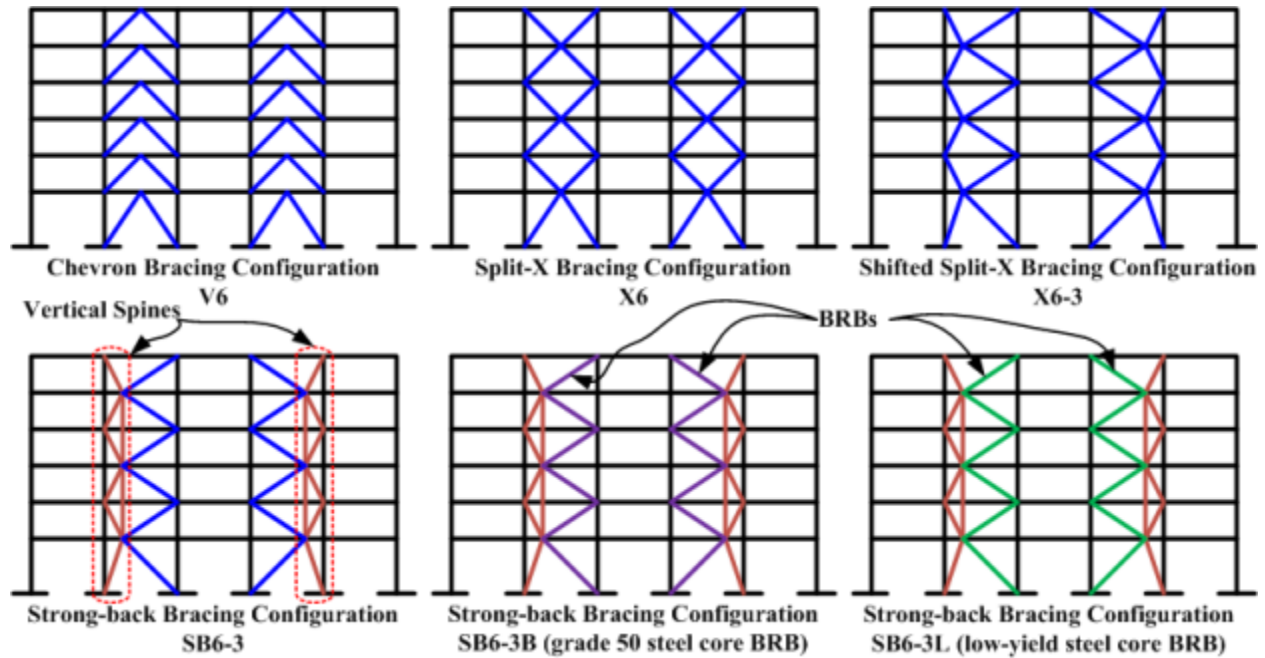 Chevron Bracing Configuration
V6
Split-X Bracing Configuration
X6
Shifted Split-X Bracing Configuration
X6-3
Vertical Spines
BRBs
Strong-back Bracing Configuration
SB6-3
Strong-back Bracing Configuration
SB6-3B (grade 50 steel core BRB)
Strong-back Bracing Configuration
SB6-3L (low-yield steel core BRB)